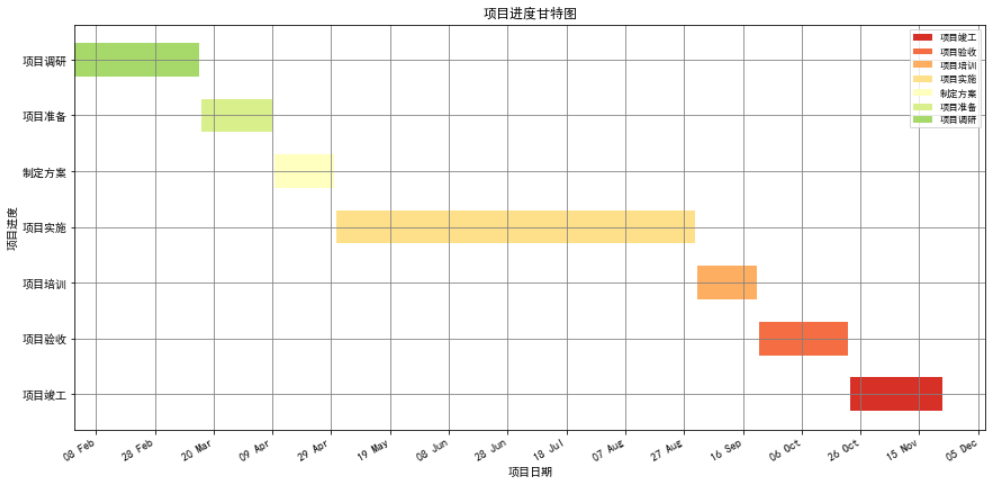 项目进度甘特图
项目竣工
项目验收
项目培训
项目实施
制定方案
项目准备
项目调研
项目进度
项目调研
项目准备
制定方案
项目实施
项目培训
项目验收
项目竣工
08 Feb
28 Feb
20 Mar
09 Apr
29 Apr
19 May
08 Jun
28 Jun
18 Jul
07 Aug
27 Aug
16 Sep
06 Oct
26 Oct
15 Nov
05 Dec
项目日期